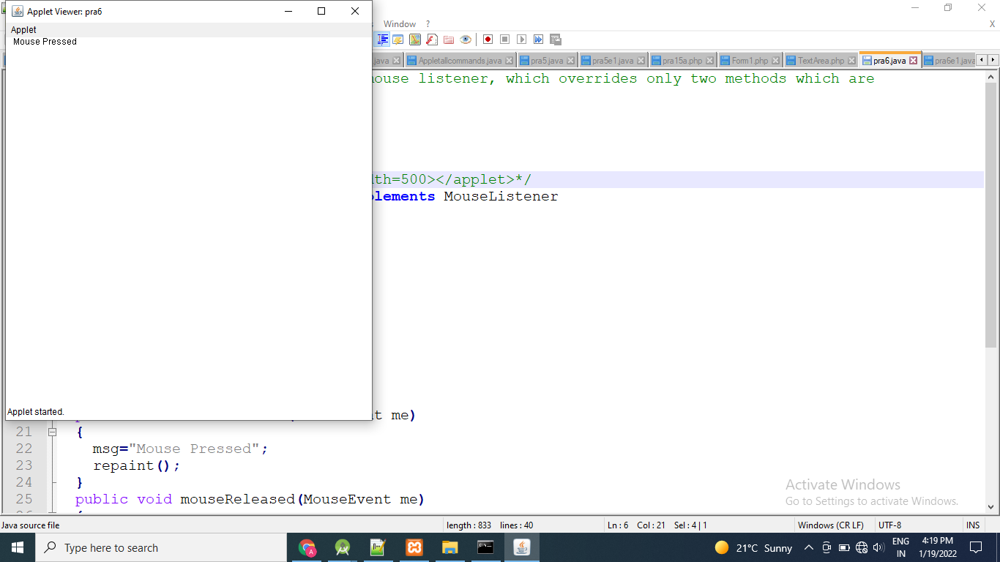 Applet Viewer: pra6
Applet
Mouse Pressed
Applet started.
Window ?
X
.java
Appletallcommands.java
pra5.java
pra5e1.java
pra15a.php
Form1.php
TextArea.php
pra6.java
pra6e1.java
ouse listener, which overrides only two methods which are
th=500></applet>*/
plements MouseListener
t me)
21 {
22 msg="Mouse Pressed";
23 repaint();
24 }
25 public void mouseReleased(MouseEvent me)
Activate Windows
Go to Settings to activate Windows.
Java source file
length : 833 lines : 40
Ln : 6 Col : 21 Sel : 4 | 1
Windows (CR LF)
UTF-8
INS
Type here to search
21°C Sunny
ENG
IN
4:19 PM
1/19/2022